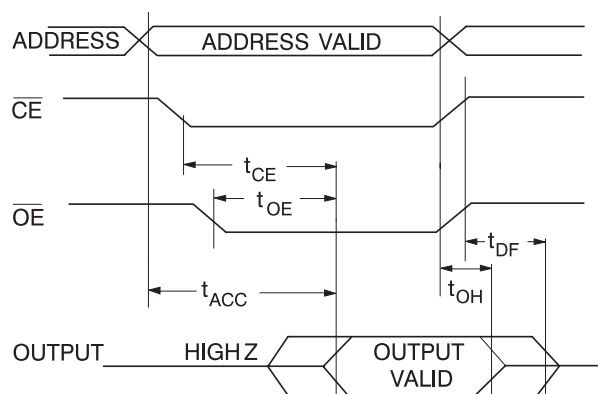 ADDRESS ADDRESS VALID
CE
tCE
tOE
OE
tDF
tOH
tACC
OUTPUT HIGH Z OUTPUT
VALID